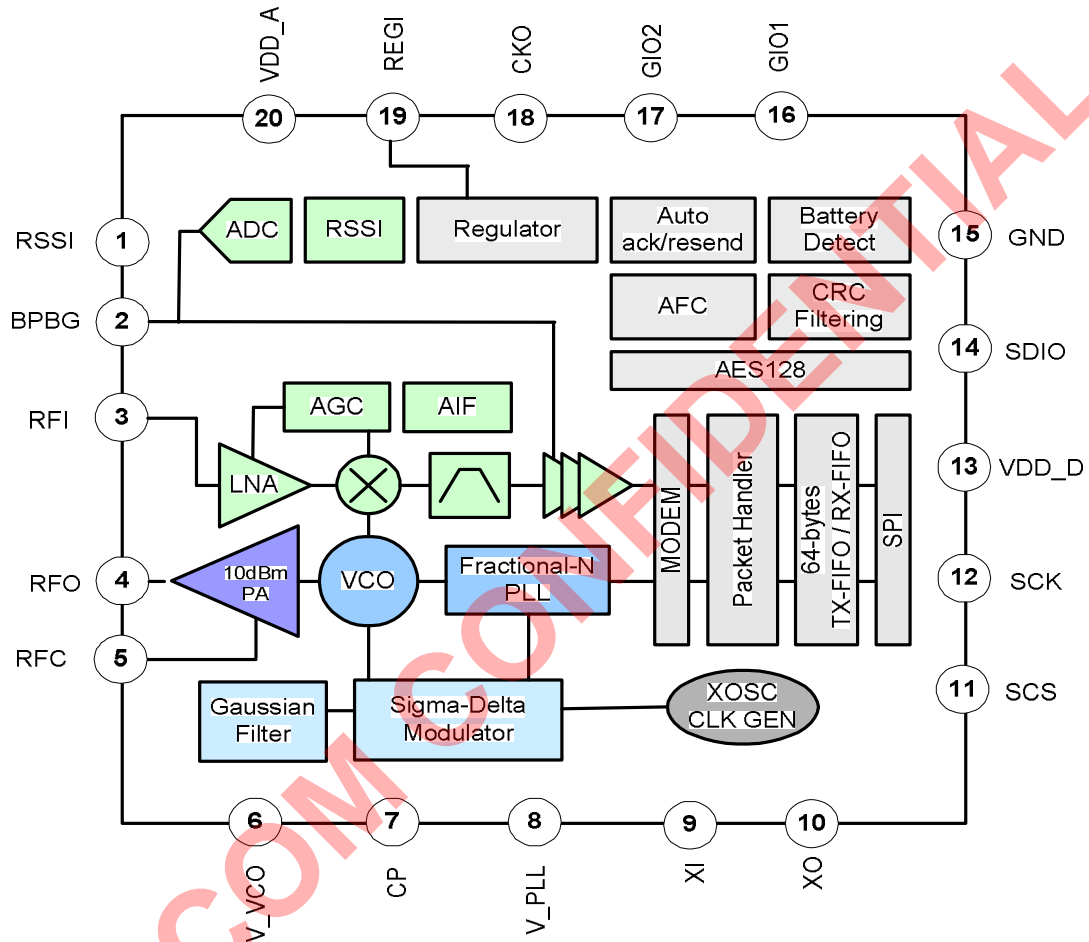 VDD_A
REGI
CKO
GIO2
GIO1
20
19
18
17
16
RSSI
1
ADC
RSSI
Regulator
Auto
ack/resend
Battery
Detect
15
GND
BPBG
2
AFC
CRC
Filtering
14
SDIO
AES128
RFI
3
AGC
AIF
LNA
MODEM
Packet Handler
64-bytes
TX-FIFO / RX-FIFO
SPI
13
VDD_D
RFO
4
10dBm
PA
VCO
Fractional-N
PLL
12
SCK
RFC
5
Gaussian
Filter
Sigma-Delta
Modulator
XOSC
CLK GEN
11
SCS
6
7
8
9
10
V_VCO
CP
V_PLL
XI
XO
COM CONFIDENTIAL